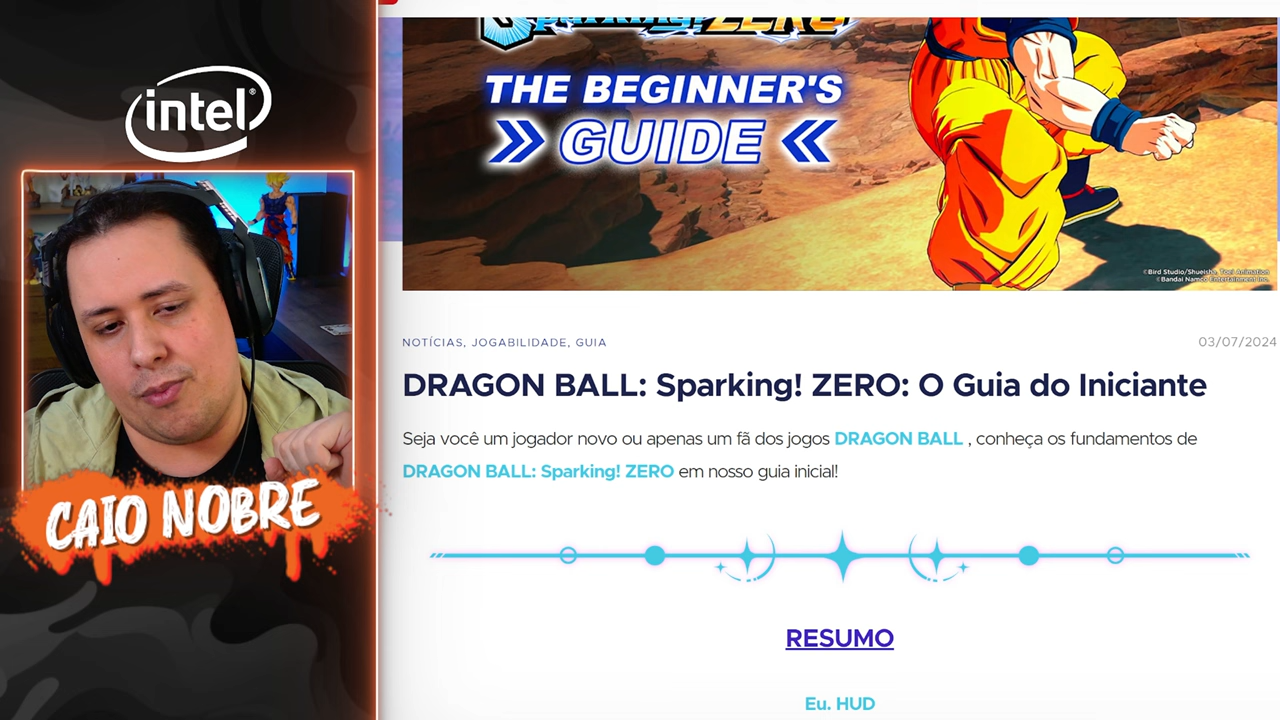 intel®
CAIO NOBRE
Sparking! ZERO
THE BEGINNER'S
GUIDE
©Bird Studio/Shueisha, Toei Animation
©Bandai Namco Entertainment Inc.
NOTÍCIAS, JOGABILIDADE, GUIA
03/07/2024
DRAGON BALL: Sparking! ZERO: O Guia do Iniciante
Seja você um jogador novo ou apenas um fã dos jogos DRAGON BALL , conheça os fundamentos de
DRAGON BALL: Sparking! ZERO em nosso guia inicial!
RESUMO
Eu. HUD